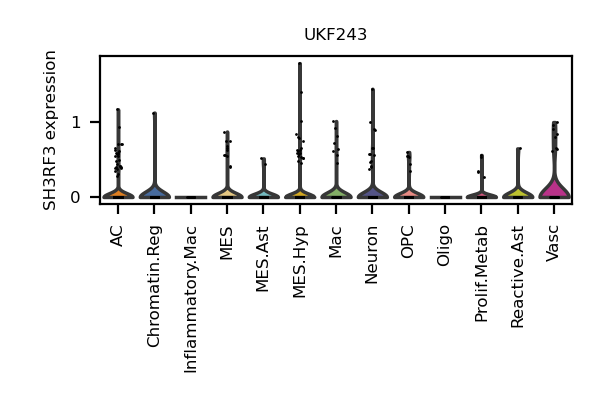 UKF243
SH3RF3 expression
1
0
AC
Chromatin.Reg
Inflammatory.Mac
MES
MES.Ast
MES.Hyp
Mac
Neuron
OPC
Oligo
Prolif.Metab
Reactive.Ast
Vasc